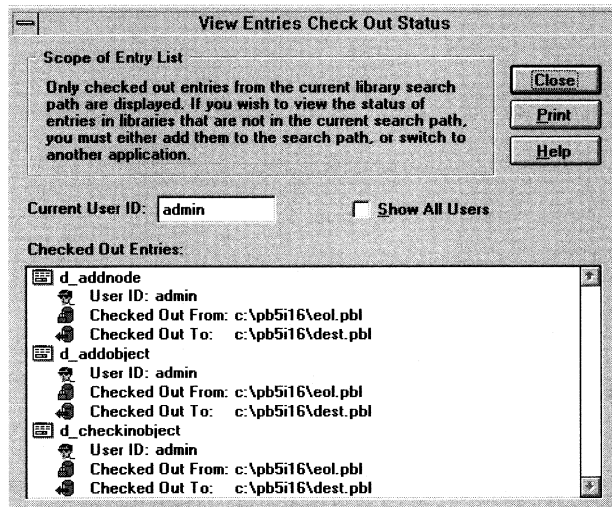 View Entries Check Out Status
Scope of Entry List
Only checked out entries from the current library search
path are displayed. If you wish to view the status of
entries in libraries that are not in the current search path,
you must either add them to the search path, or switch to
another application.
Close
Print
Help
Current User ID: admin
Show All Users
Checked Out Entries:
d_addnode
User ID: admin
Checked Out From: c:\pb5i16\eol.pbl
Checked Out To: c:\pb5i16\dest.pbl
d_addobject
User ID: admin
Checked Out From: c:\pb5i16\eol.pbl
Checked Out To: c:\pb5i16\dest.pbl
d_checkinobject
User ID: admin
Checked Out From: c:\pb5i16\eol.pbl
Checked Out To: c:\pb5i16\dest.pbl